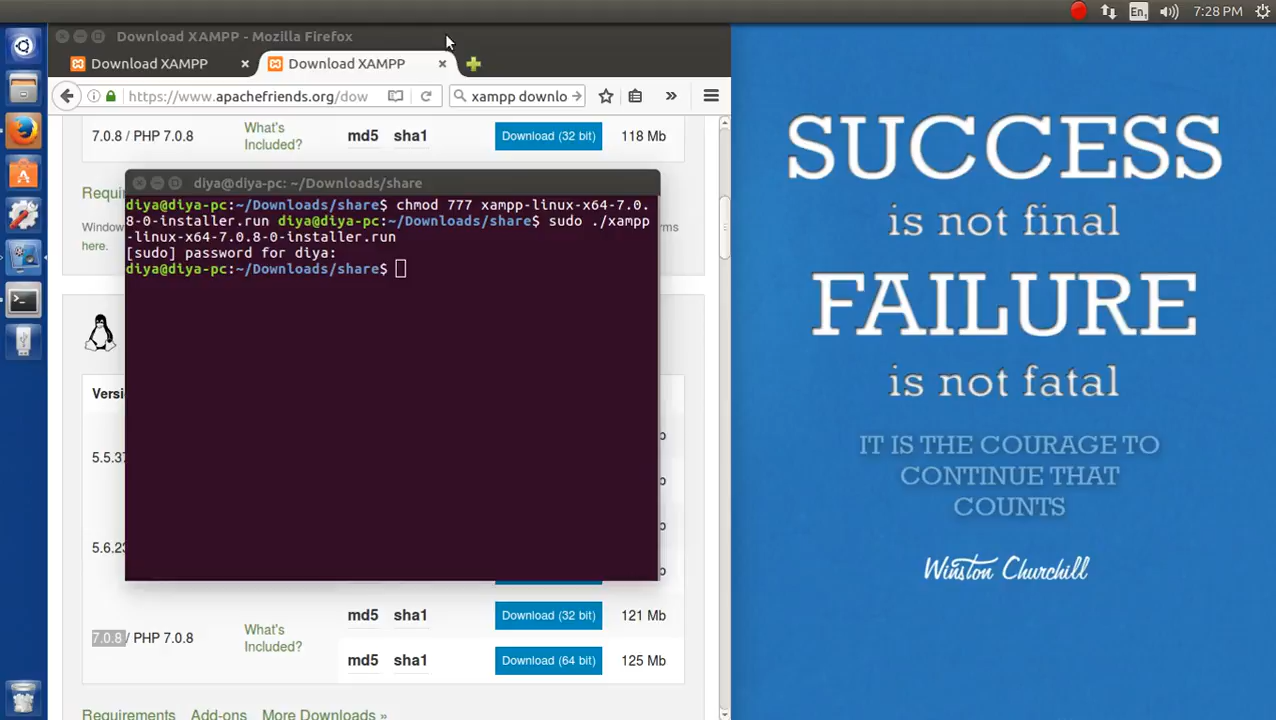 En₁
7:28 PM
Download XAMPP - Mozilla Firefox
Download XAMPP
Download XAMPP
https://www.apachefriends.org/dow
xampp downlo
7.0.8 / PHP 7.0.8
What's
Included?
md5
sha1
Download (32 bit)
118 Mb
Requir
Windo
rms
here.
diya@diya-pc: ~/Downloads/share
diya@diya-pc:~/Downloads/share$ chmod 777 xampp-linux-x64-7.0.
8-0-installer.run diya@diya-pc:~/Downloads/share$ sudo ./xampp
-linux-x64-7.0.8-0-installer.run
[sudo] password for diya:
diya@diya-pc:~/Downloads/share$
Versi
5.5.37
5.6.23
7.0.8 / PHP 7.0.8
What's
Included?
md5
sha1
Download (32 bit)
121 Mb
md5
sha1
Download (64 bit)
125 Mb
Requirements
Add-ons
More Downloads »
SUCCESS
is not final
FAILURE
is not fatal
IT IS THE COURAGE TO
CONTINUE THAT
COUNTS
Winston Churchill